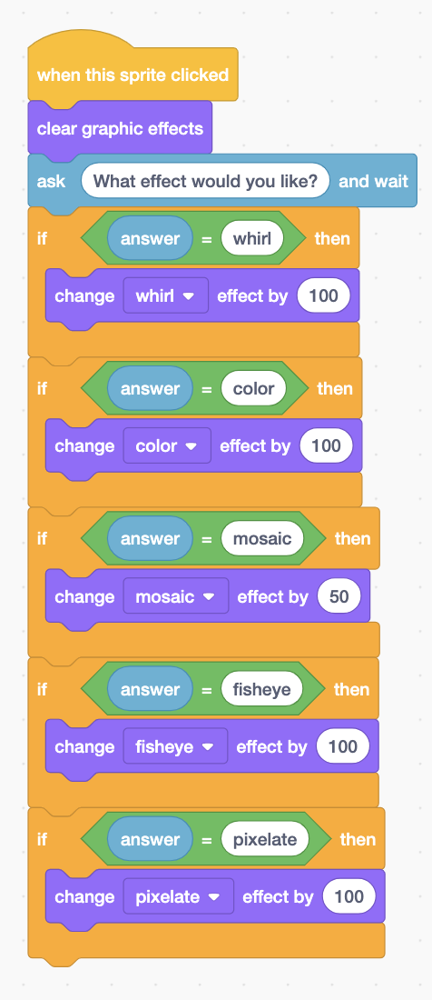 when this sprite clicked
clear graphic effects
ask What effect would you like? and wait
if answer = whirl then
change whirl effect by 100
if answer = color then
change color effect by 100
if answer = mosaic then
change mosaic effect by 50
if answer = fisheye then
change fisheye effect by 100
if answer = pixelate then
change pixelate effect by 100